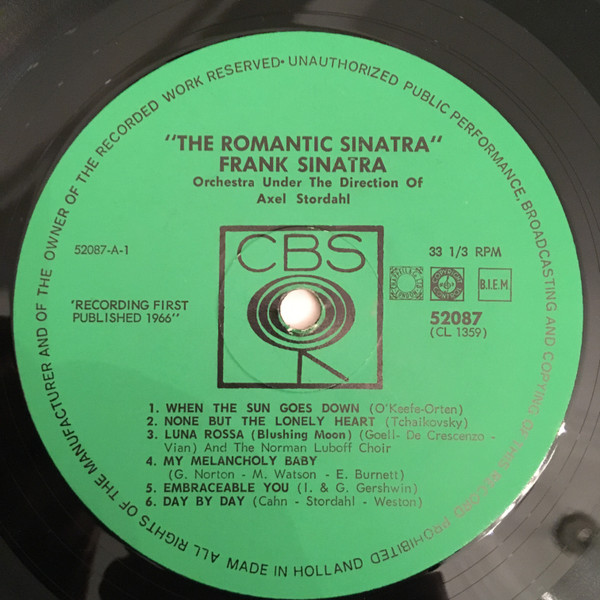 ALL RIGHTS OF THE MANUFACTURER AND OF THE OWNER OF THE RECORDED WORK RESERVED • UNAUTHORIZED PUBLIC PERFORMANCE, BROADCASTING AND COPYING OF THIS RECORD PROHIBITED
"THE ROMANTIC SINATRA"
FRANK SINATRA
Orchestra Under The Direction Of
Axel Stordahl
52087-A-1
33 1/3 RPM
CBS
B.I.E.M.
'RECORDING FIRST
PUBLISHED 1966''
52087
(CL 1359)
1. WHEN THE SUN GOES DOWN (O'Keefe-Orten)
2. NONE BUT THE LONELY HEART (Tchaikovsky)
3. LUNA ROSSA (Blushing Moon) (Goell- De Crescenzo -
Vian) And The Norman Luboff Choir
4. MY MELANCHOLY BABY
(G. Norton - M. Watson - E. Burnett)
5. EMBRACEABLE YOU (I. & G. Gershwin)
6. DAY BY DAY (Cahn - Stordahl - Weston)
MADE IN HOLLAND